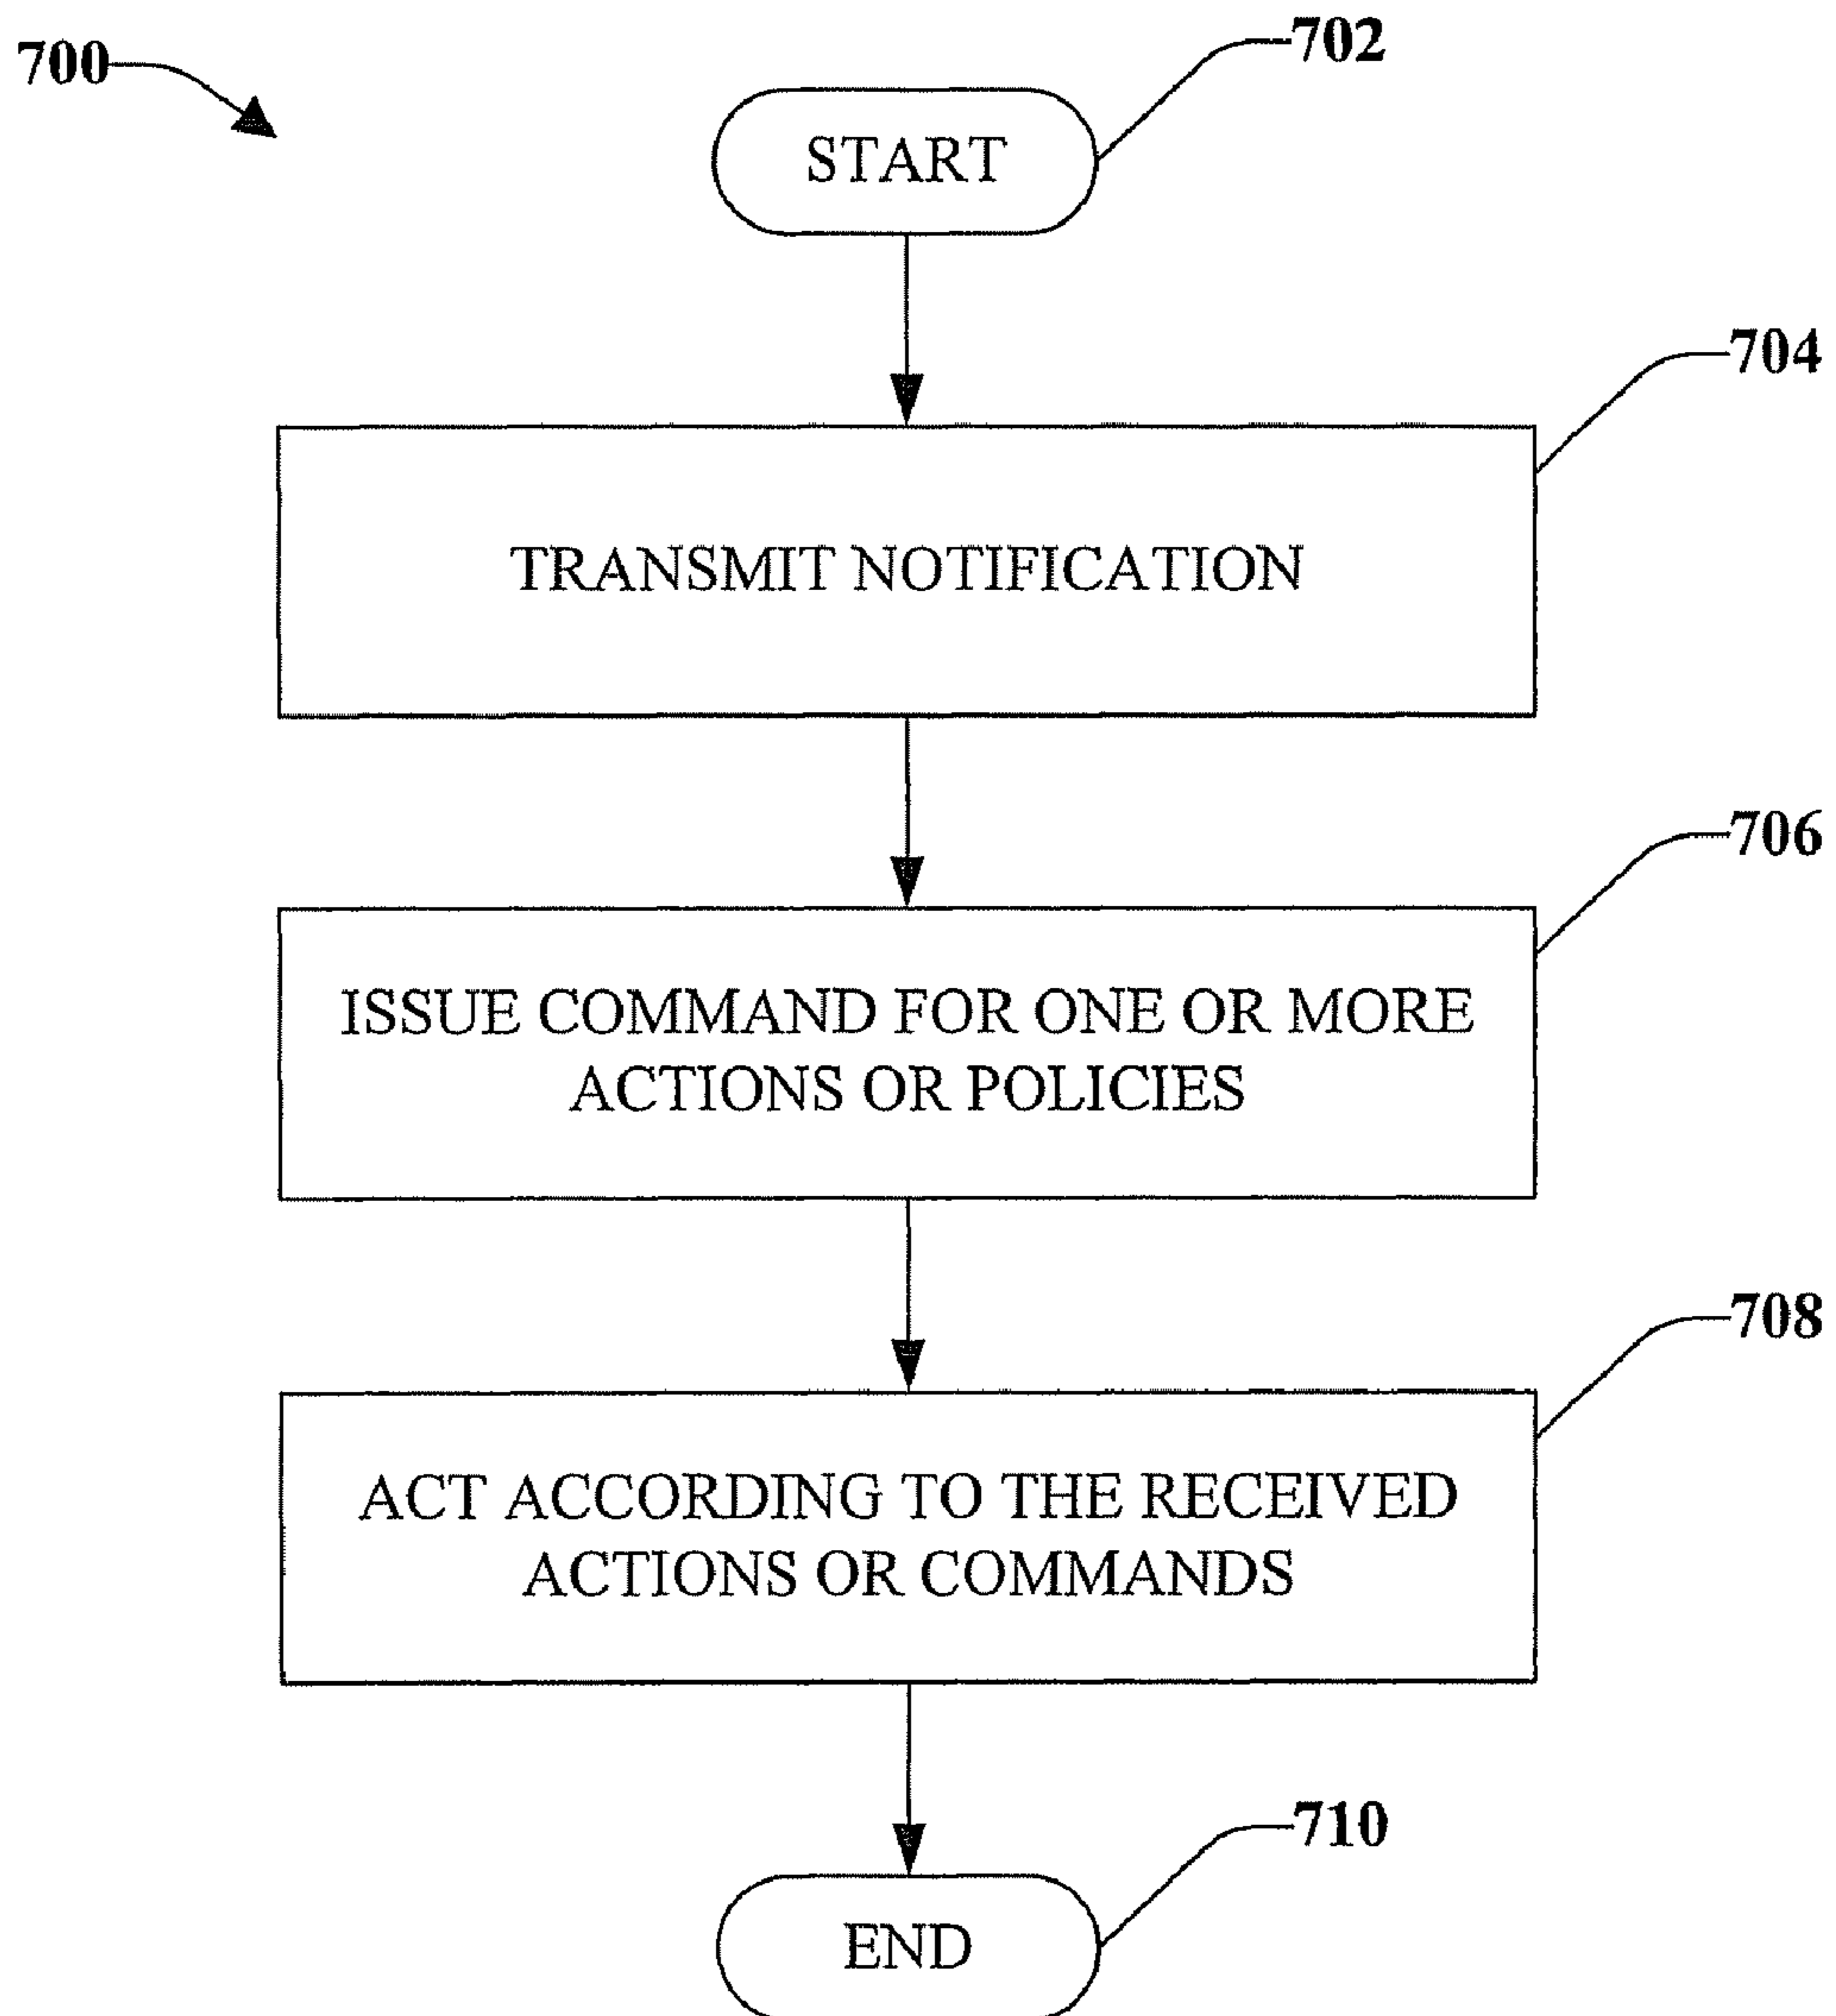 700
702
START
704
TRANSMIT NOTIFICATION
706
ISSUE COMMAND FOR ONE OR MORE
ACTIONS OR POLICIES
708
ACT ACCORDING TO THE RECEIVED
ACTIONS OR COMMANDS
710
END